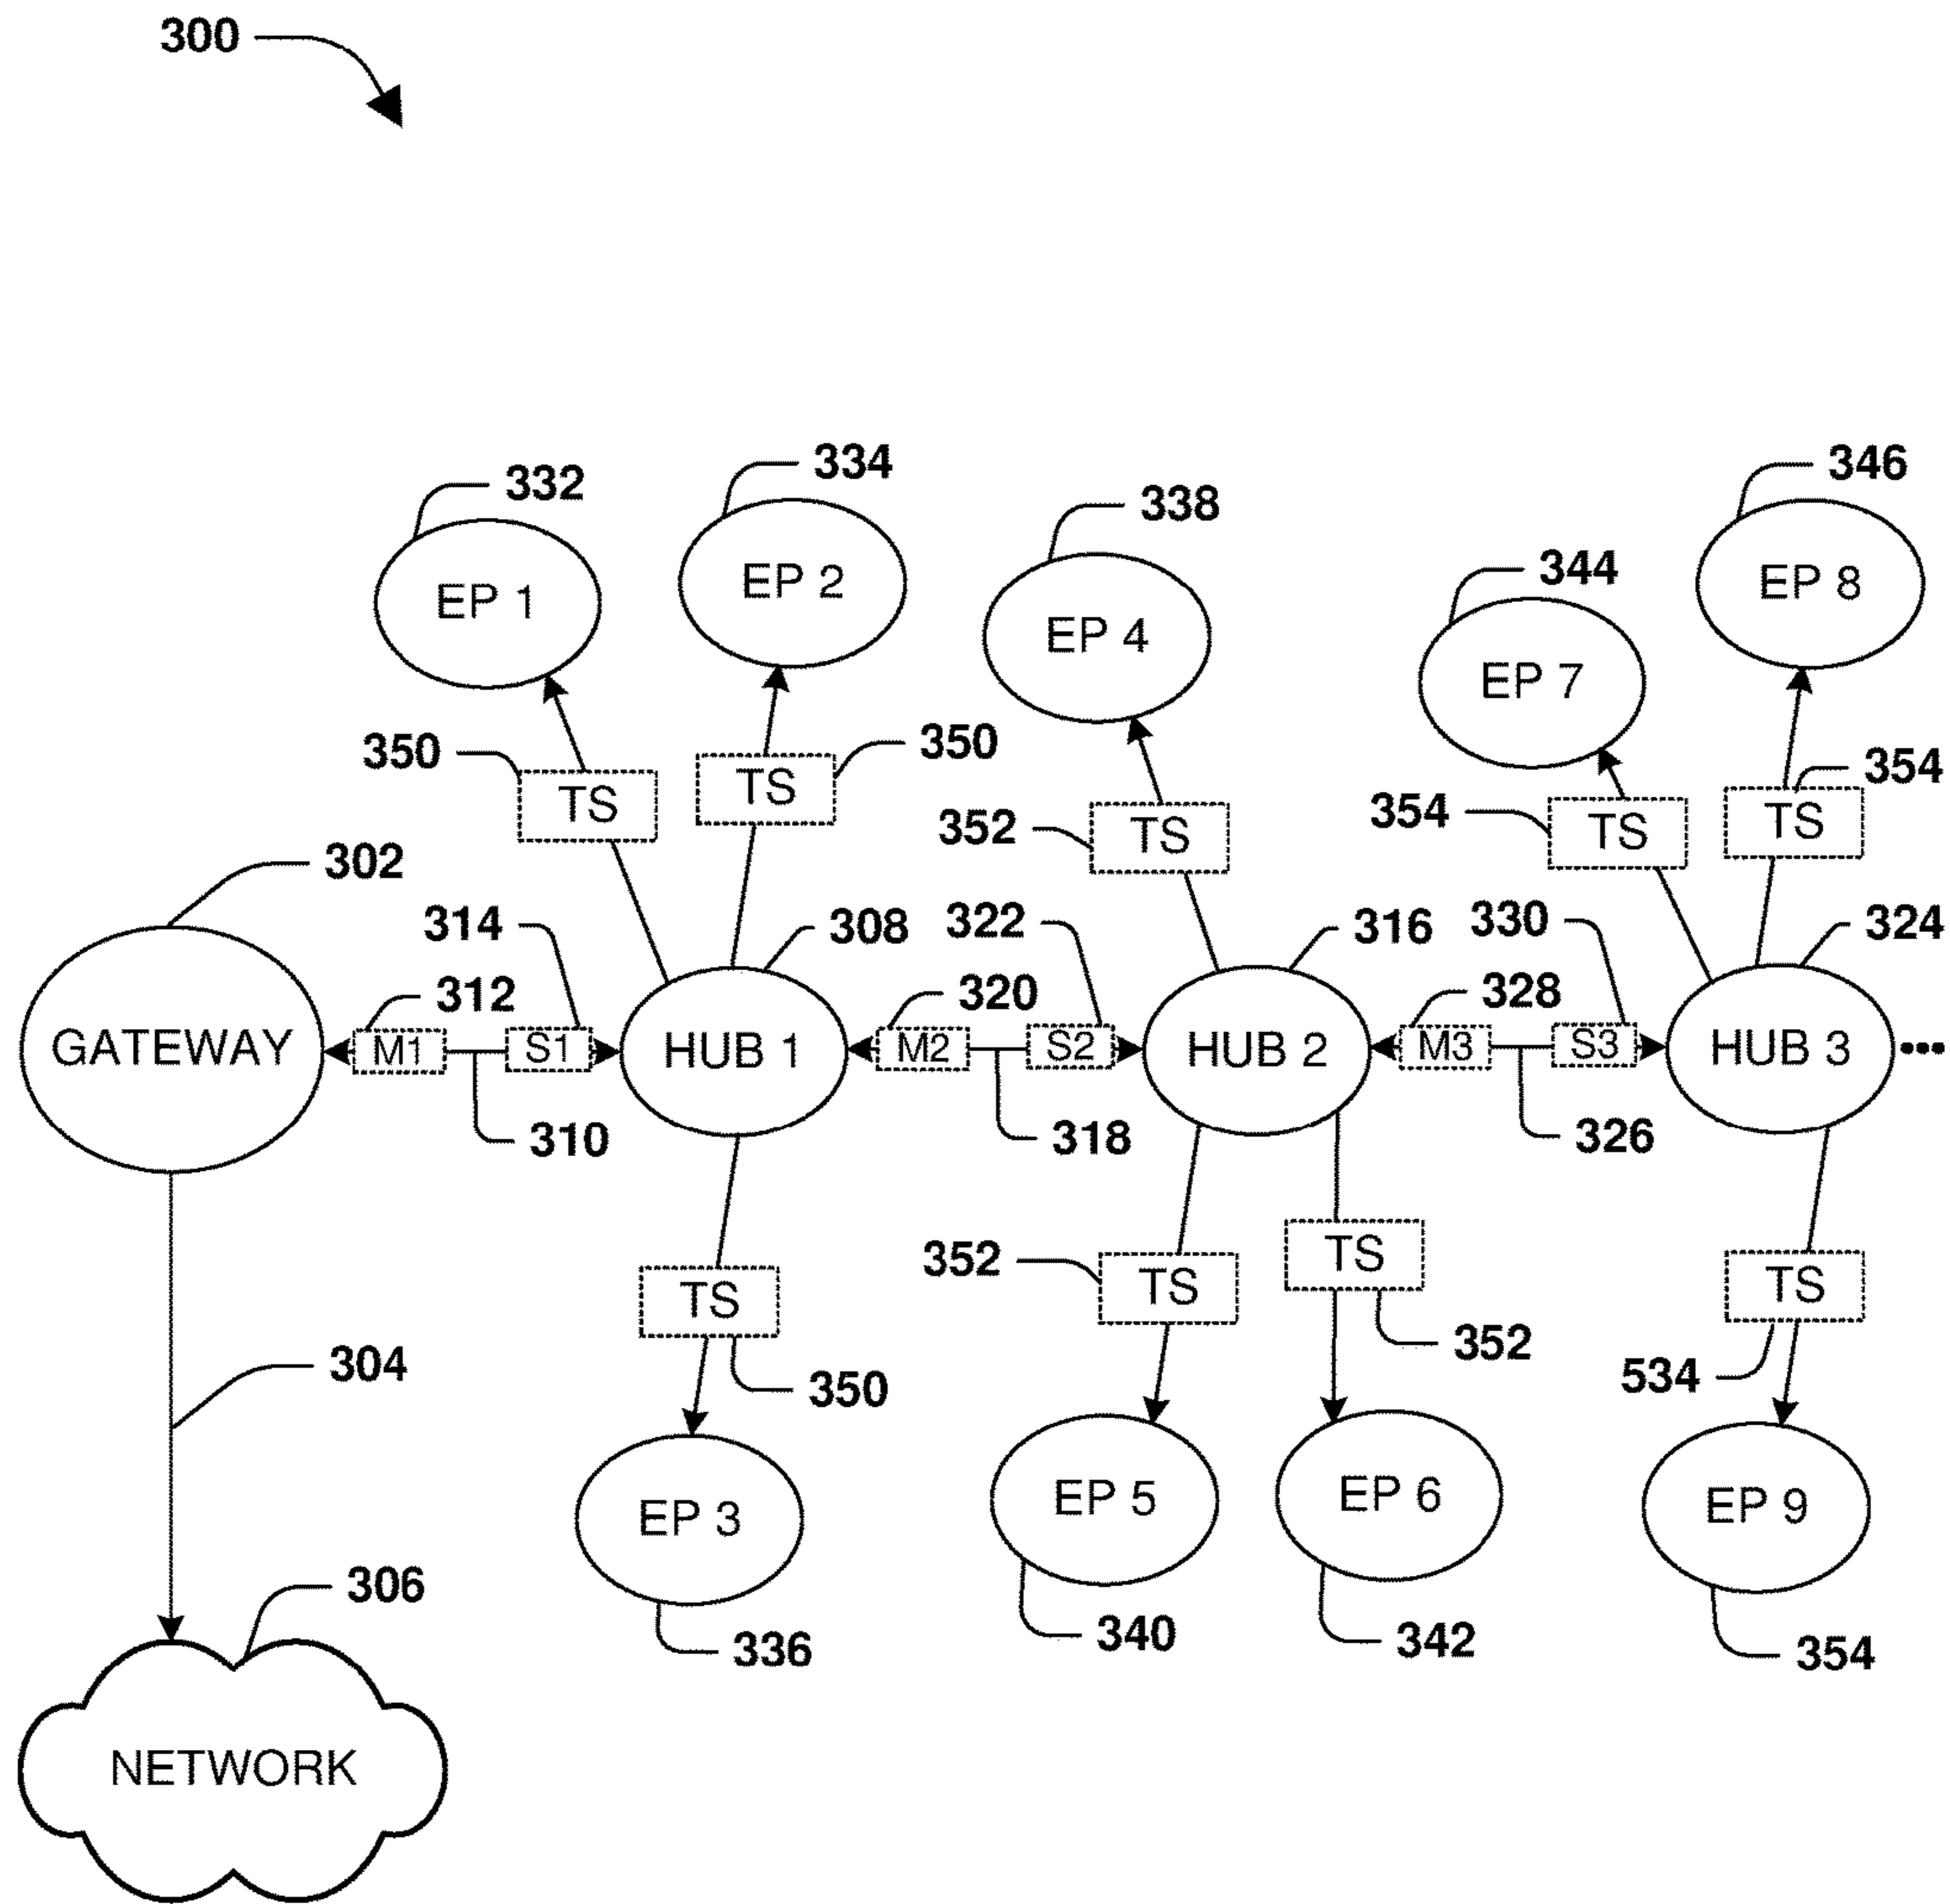 300
334
346
332
338
344
EP 2
EP 8
EP 1
EP 4
EP 7
350
350
354
TS
TS
354
TS
352
TS
TS
302
314
308
322
316
330
324
312
320
328
GATEWAY
M1
S1
HUB 1
M2
S2
HUB 2
M3
S3
HUB 3
...
310
318
326
352
TS
TS
TS
TS
352
304
350
534
EP 3
EP 5
EP 6
EP 9
306
336
340
342
354
NETWORK